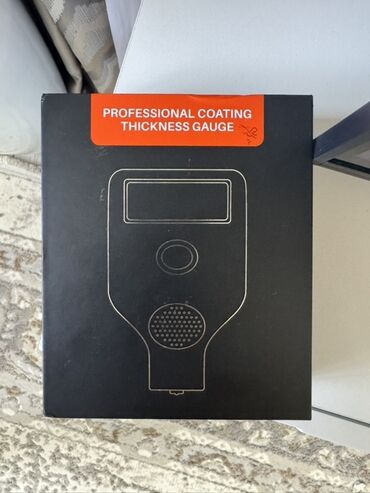 PROFESSIONAL COATING
THICKNESS GAUGE